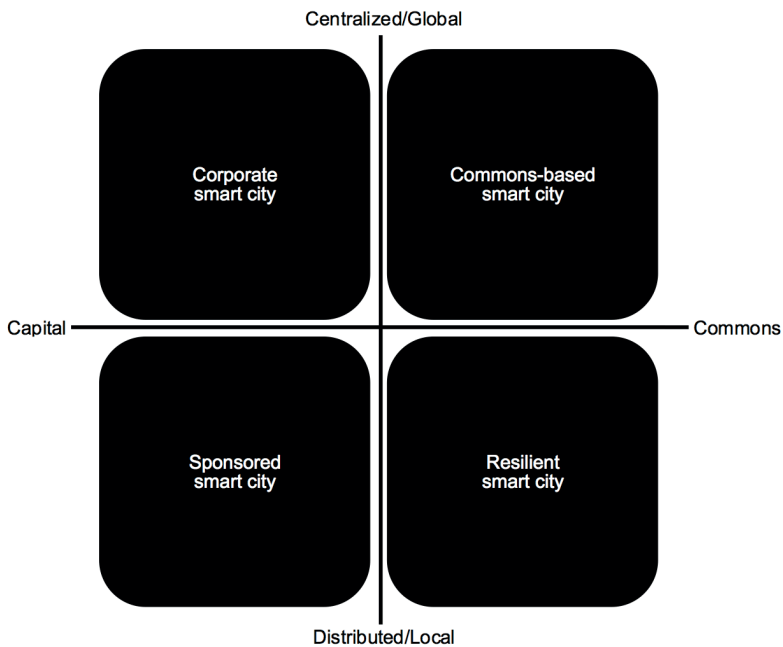 Centralized/Global
Corporate
smart city
Commons-based
smart city
Capital
Commons
Sponsored
smart city
Resilient
smart city
Distributed/Local